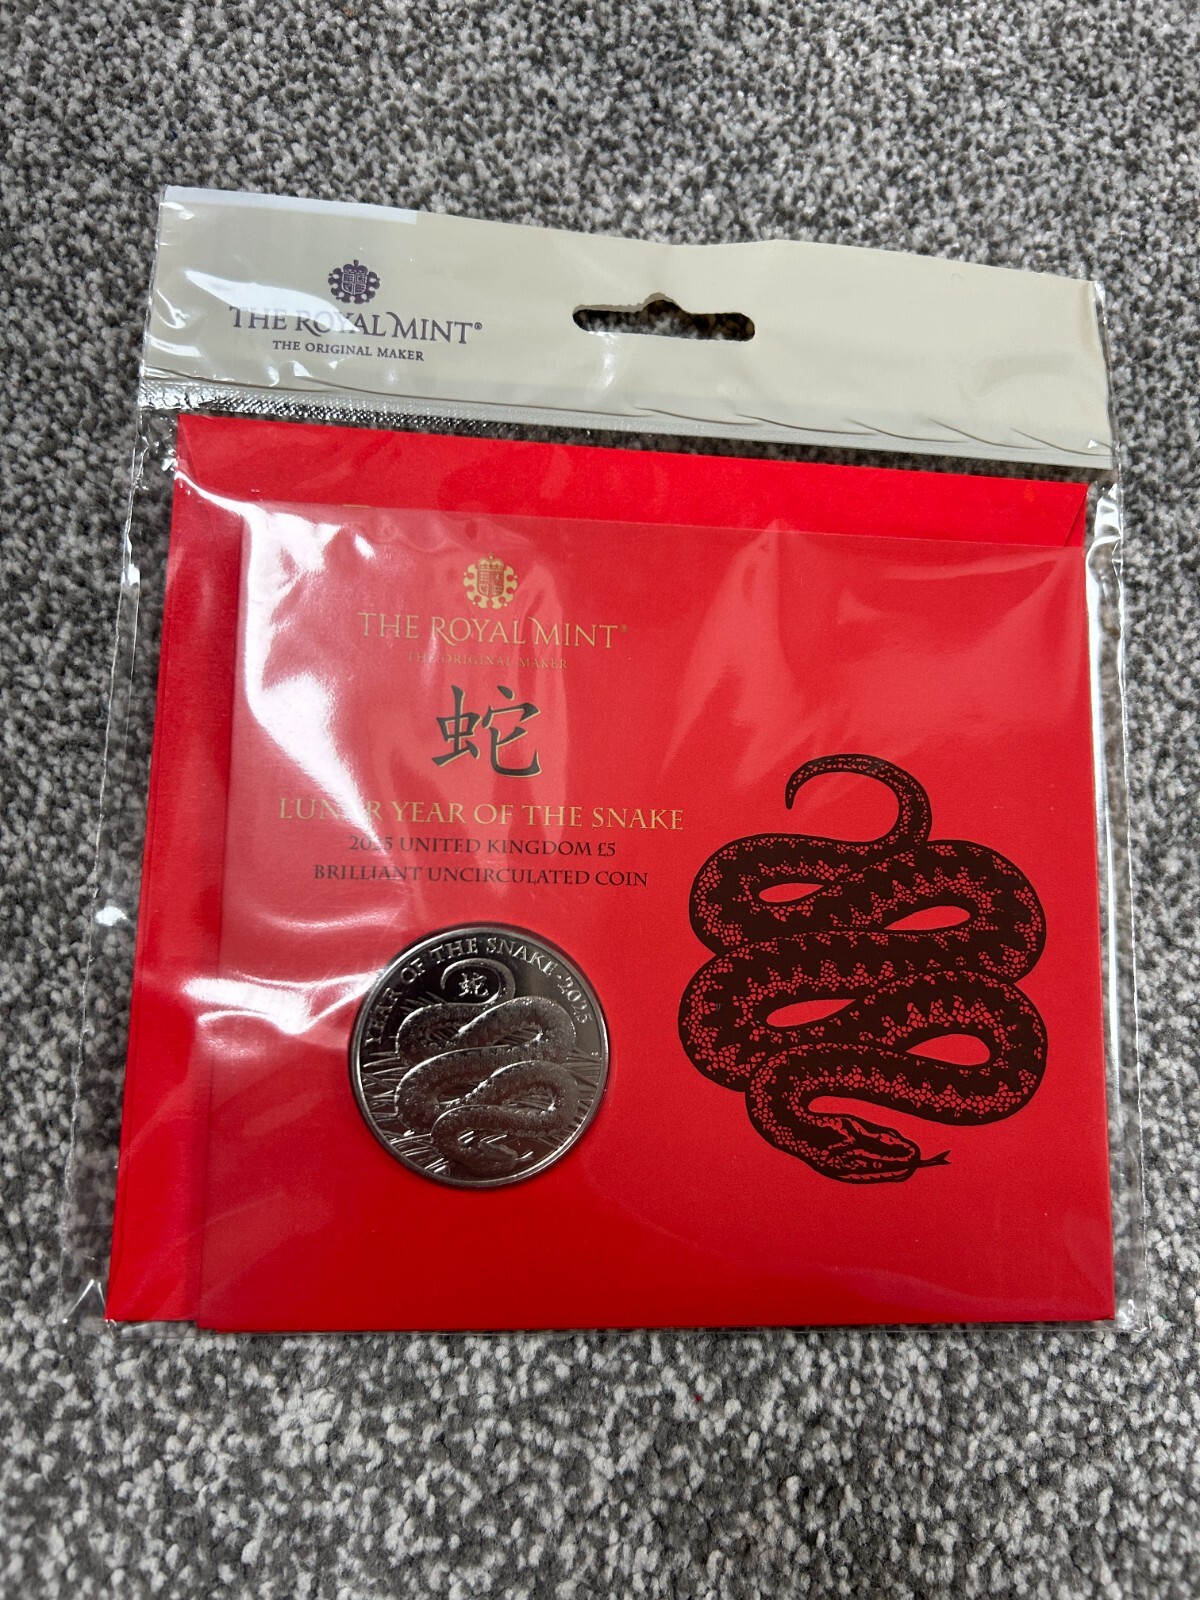 THE ROYAL MINT®
THE ORIGINAL MAKER
THE ROYAL MINT®
THE ORIGINAL MAKER
蛇
LUNAR YEAR OF THE SNAKE
2025 UNITED KINGDOM £5
BRILLIANT UNCIRCULATED COIN
YEAR OF THE SNAKE·2025
蛇